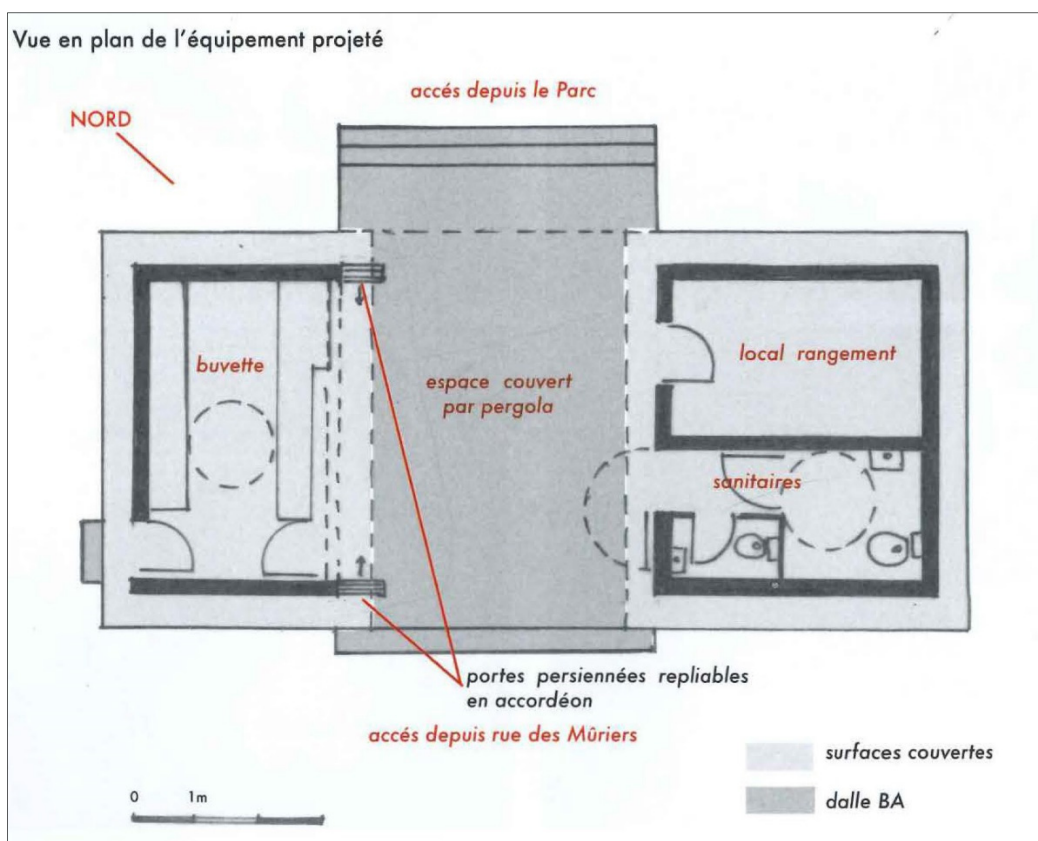 Vue en plan de l'équipement projeté
accés depuis le Parc
NORD
buvette
local rangement
espace couvert
par pergola
sanitaires
portes persiennées repliables
en accordéon
accés depuis rue des Mûriers
surfaces couvertes
dalle BA
0 1m